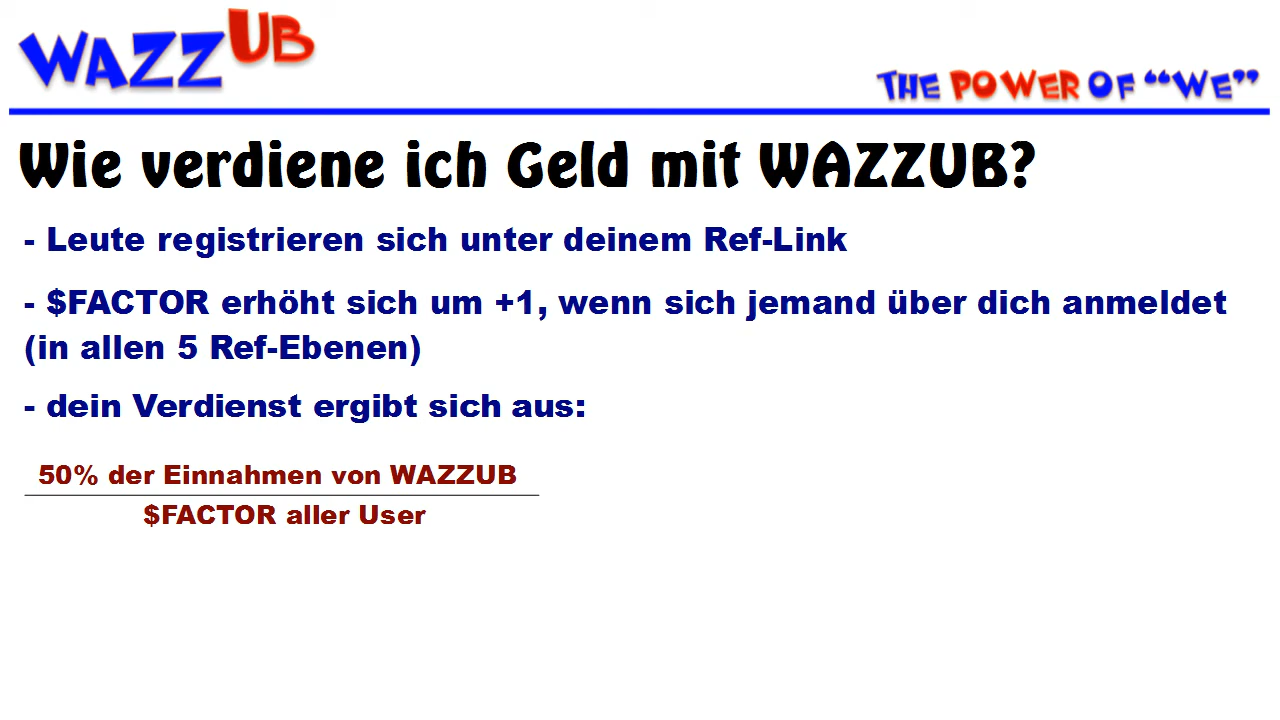 WAZZUB
THE POWER OF “WE”
Wie verdiene ich Geld mit WAZZUB?
- Leute registrieren sich unter deinem Ref-Link
- $FACTOR erhöht sich um +1, wenn sich jemand über dich anmeldet
(in allen 5 Ref-Ebenen)
- dein Verdienst ergibt sich aus:
50% der Einnahmen von WAZZUB
$FACTOR aller User